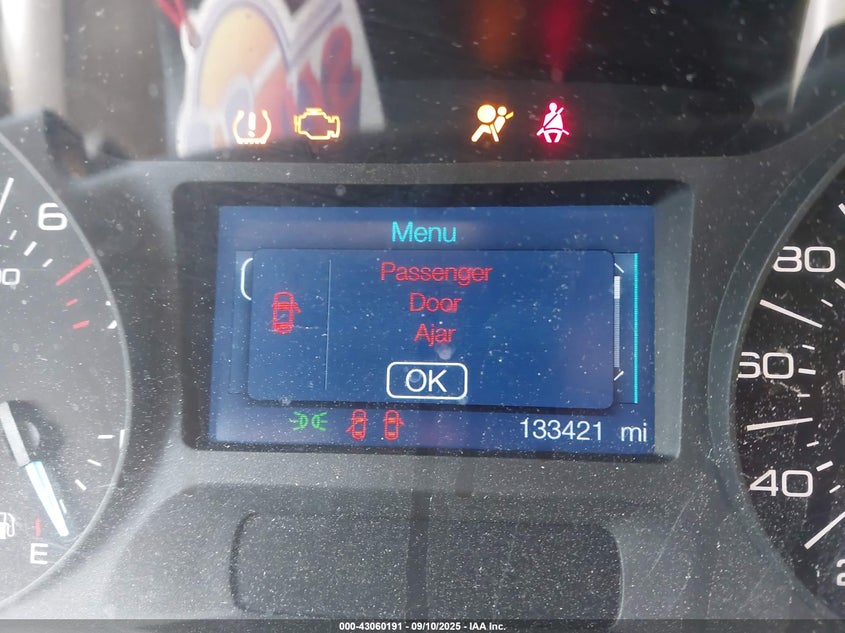 Menu
Passenger
Door
Ajar
OK
133421 mi
6
E
80
60
40
000-43060191 - 09/10/2025 - IAA Inc.